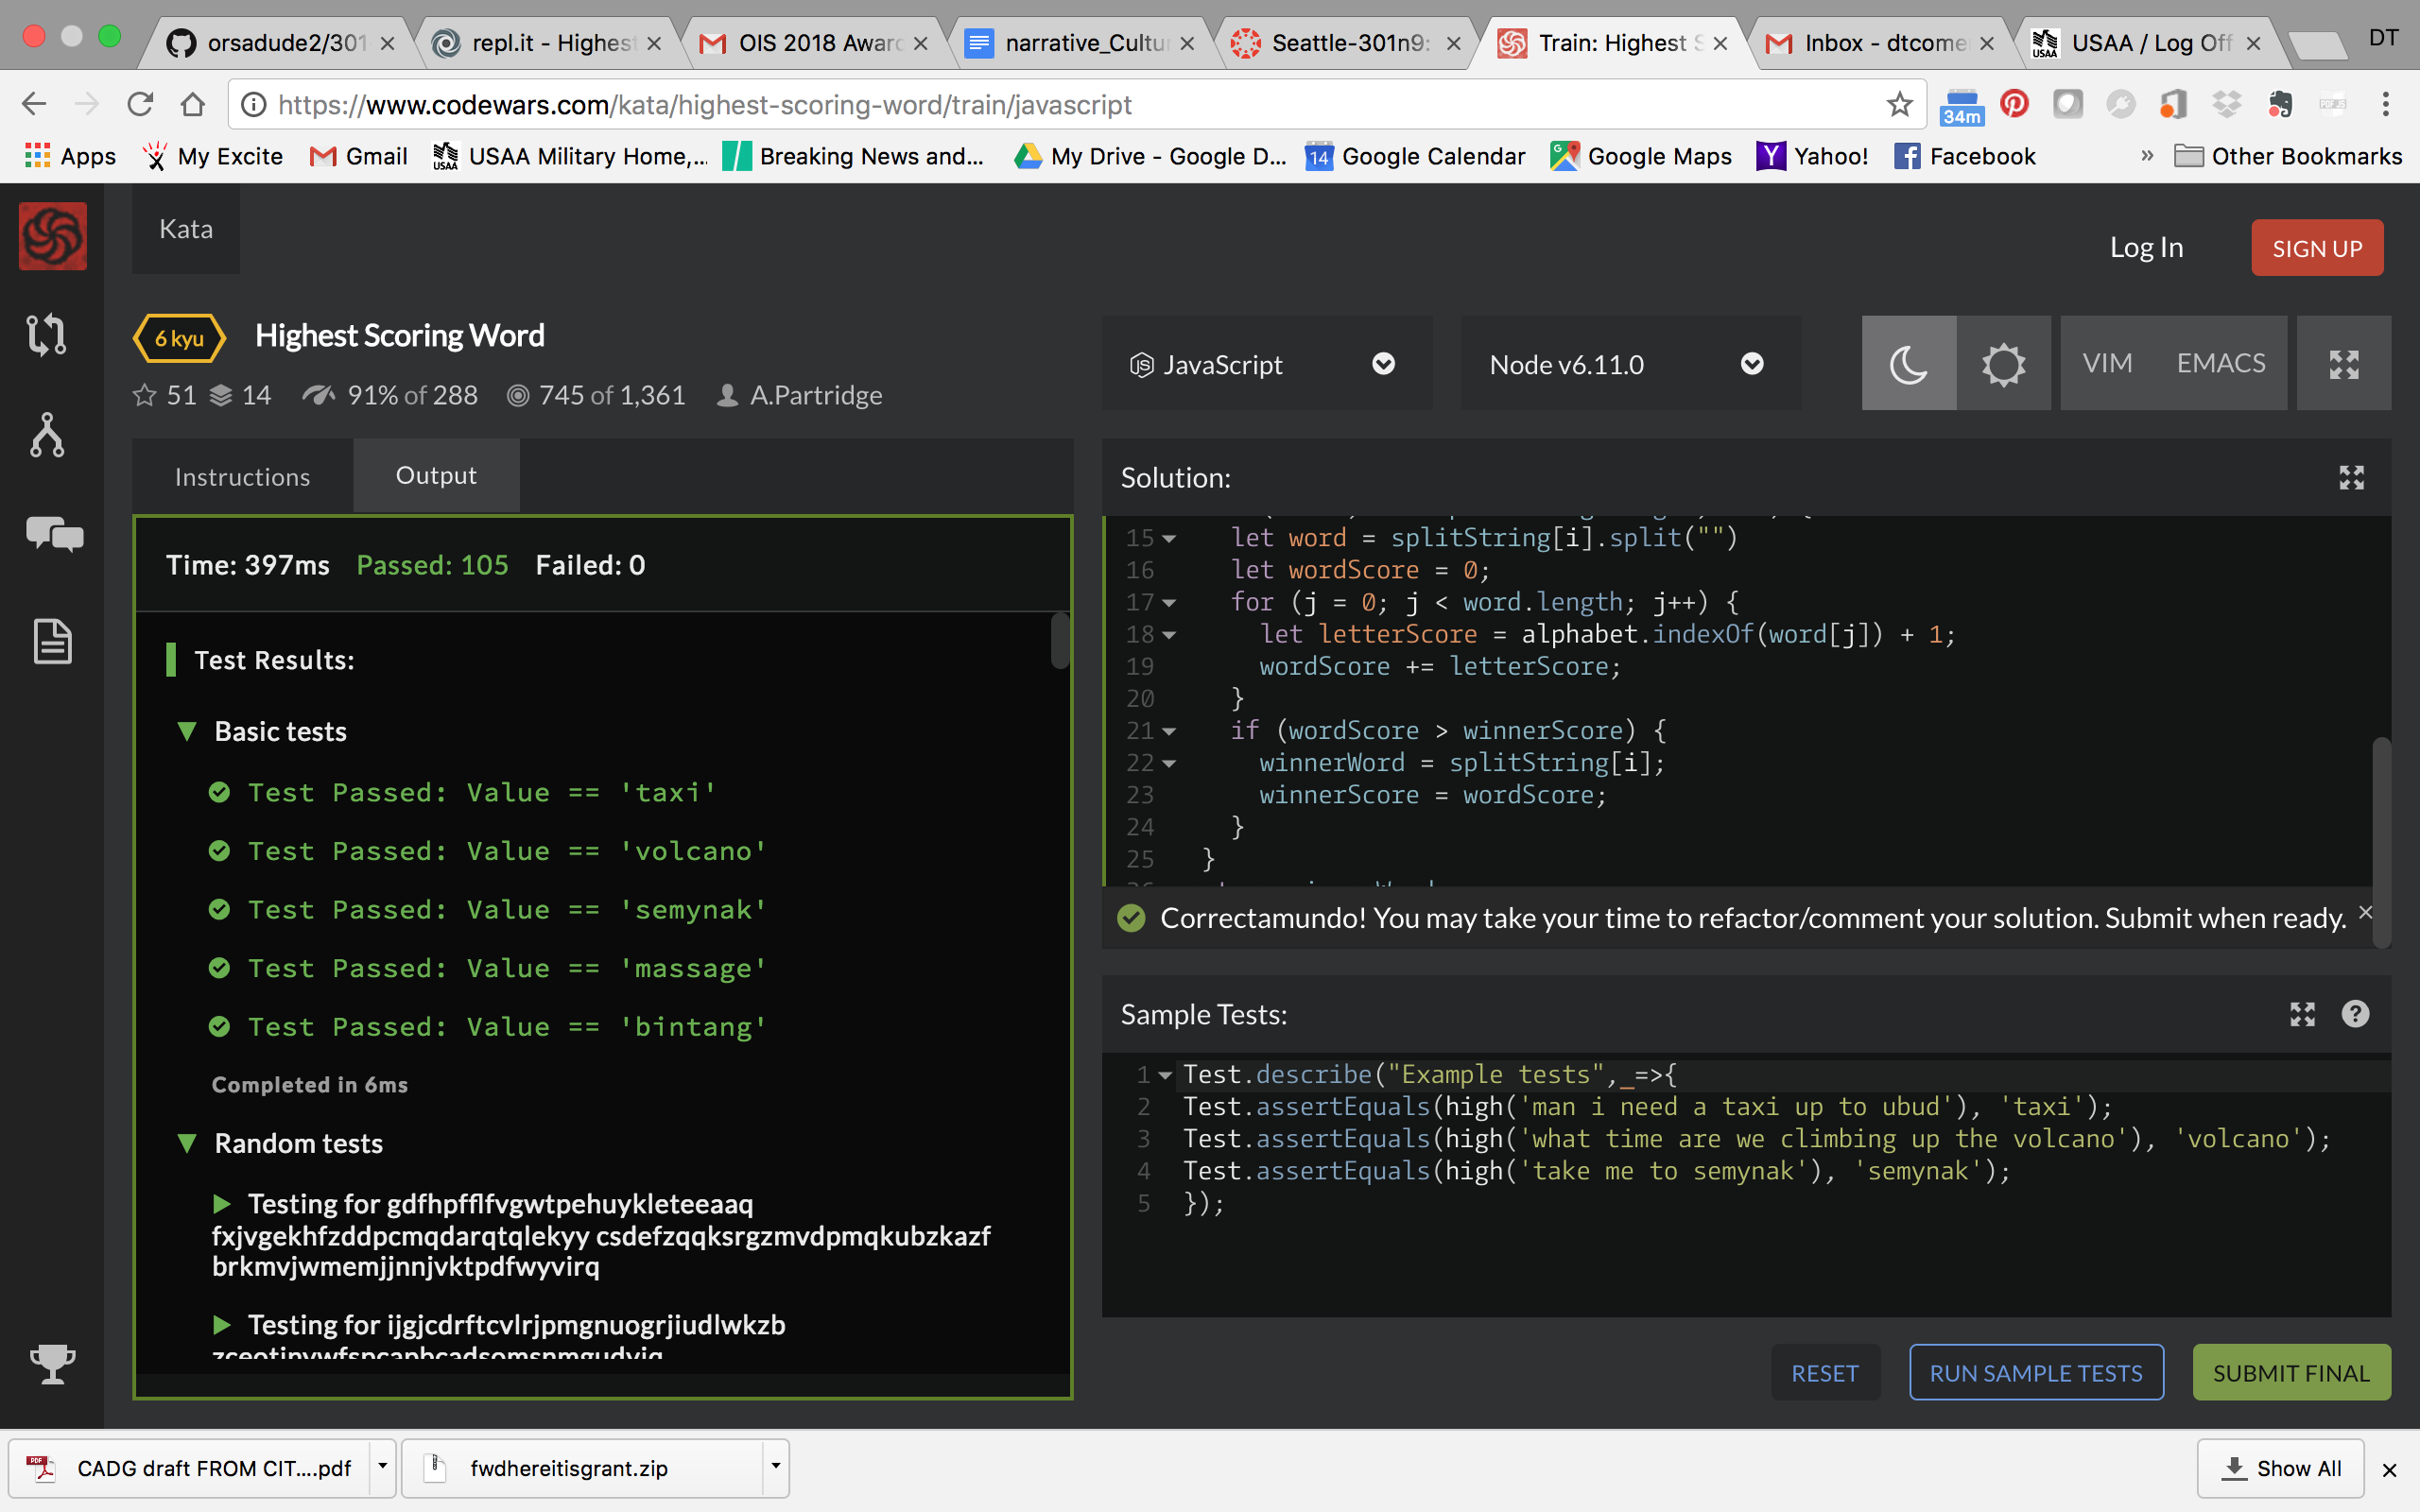 orsadude2/301
repl.it - Highest
OIS 2018 Awar
narrative_Cultu
Seattle-301n9:
Train: Highest S
Inbox - dtcome
USAA / Log Off
DT
https://www.codewars.com/kata/highest-scoring-word/train/javascript
34m
Apps
My Excite
Gmail
USAA Military Home,...
Breaking News and...
My Drive - Google D...
14
Google Calendar
Google Maps
Yahoo!
Facebook
»
Other Bookmarks
Kata
Log In
SIGN UP
6 kyu
Highest Scoring Word
51
14
91% of 288
745 of 1,361
A.Partridge
JavaScript
Node v6.11.0
VIM
EMACS
Instructions
Output
Time: 397ms Passed: 105 Failed: 0
Test Results:
Basic tests
Test Passed: Value == 'taxi'
Test Passed: Value == 'volcano'
Test Passed: Value == 'semynak'
Test Passed: Value == 'massage'
Test Passed: Value == 'bintang'
Completed in 6ms
Random tests
Testing for gdfhpfflfvgwtpehuykleteeaaq
fxjvgekhfzddpcmqdarqtqlekyy csdefzqqksrgzmvdpmqkubzkazf
brkmvjwmemjjnnjvktpdfwyvirq
Testing for ijgjcdrftcvlrjpmgnuogrjiudlwkzb
Solution:
15 let word = splitString[i].split("")
16 let wordScore = 0;
17 for (j = 0; j < word.length; j++) {
18 let letterScore = alphabet.indexOf(word[j]) + 1;
19 wordScore += letterScore;
20 }
21 if (wordScore > winnerScore) {
22 winnerWord = splitString[i];
23 winnerScore = wordScore;
24 }
25 }
Correctamundo! You may take your time to refactor/comment your solution. Submit when ready.
Sample Tests:
1 Test.describe("Example tests",_=>{
2 Test.assertEquals(high('man i need a taxi up to ubud'), 'taxi');
3 Test.assertEquals(high('what time are we climbing up the volcano'), 'volcano');
4 Test.assertEquals(high('take me to semynak'), 'semynak');
5 });
RESET
RUN SAMPLE TESTS
SUBMIT FINAL
CADG draft FROM CIT....pdf
fwdhereitisgrant.zip
Show All